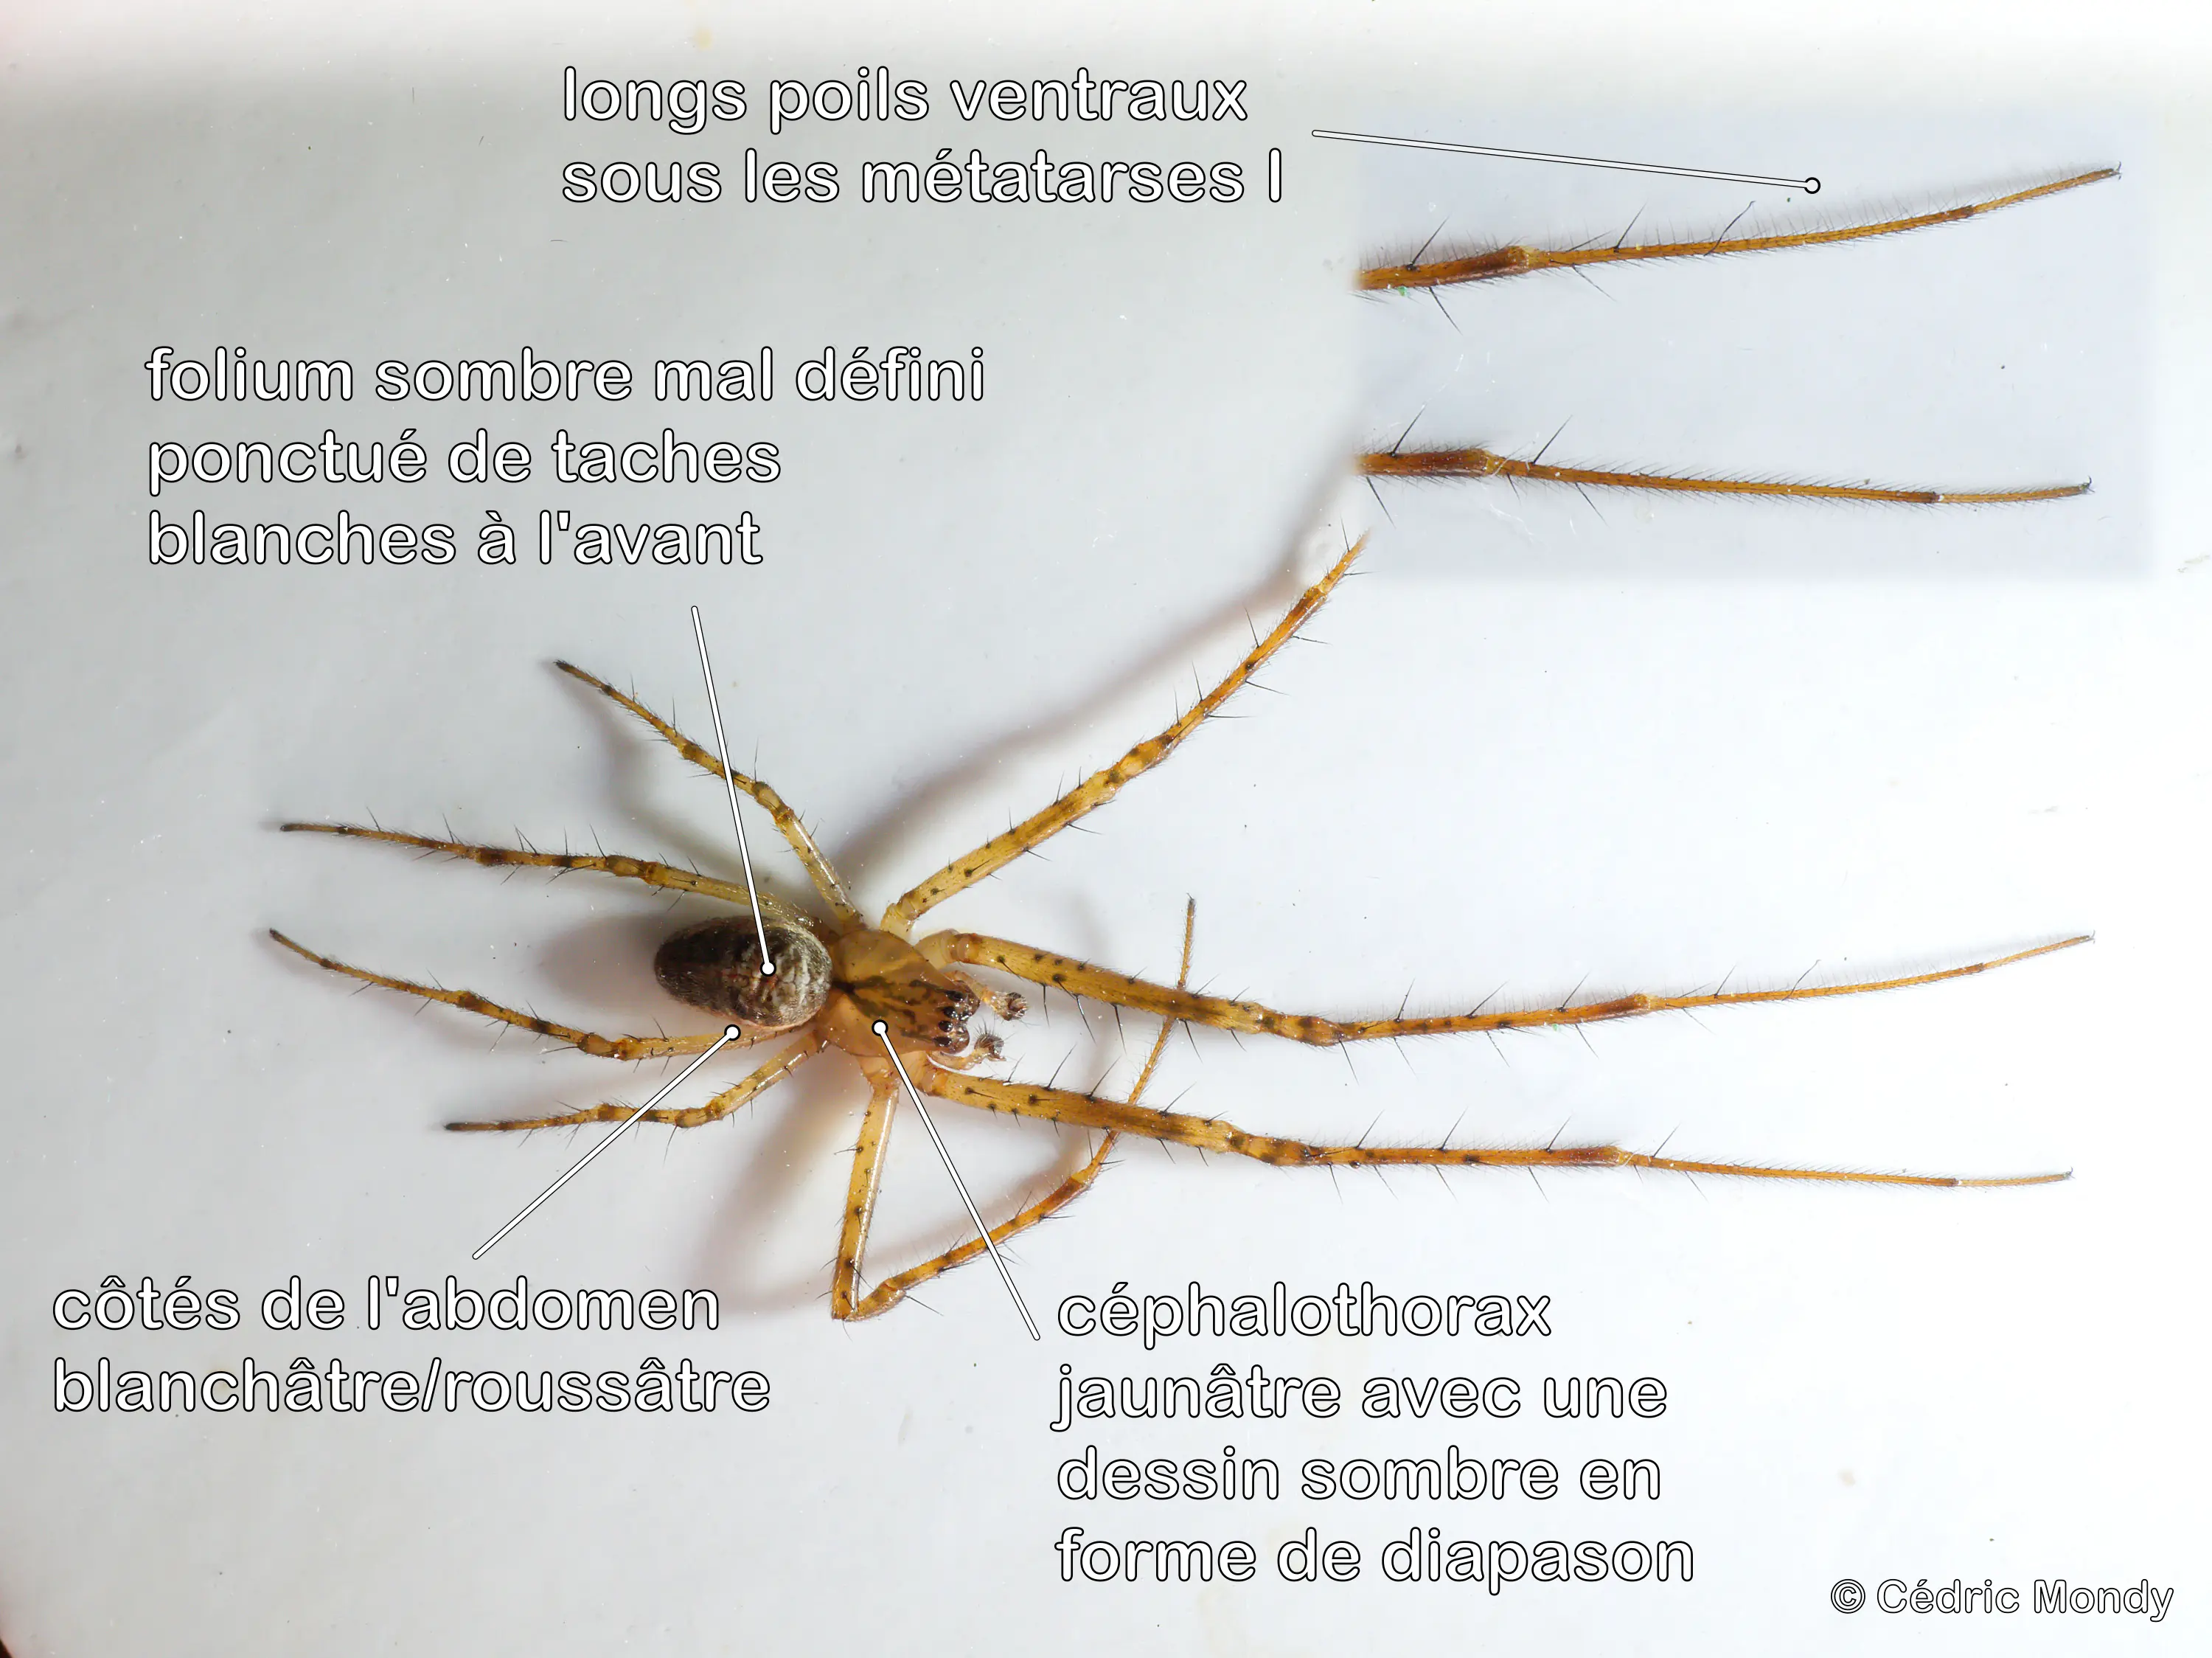 longs poils ventraux
sous les métatarses I
folium sombre mal défini
ponctué de taches
blanches à l'avant
côtés de l'abdomen
blanchâtre/roussâtre
céphalothorax
jaunâtre avec une
dessin sombre en
forme de diapason
© Cédric Mondy